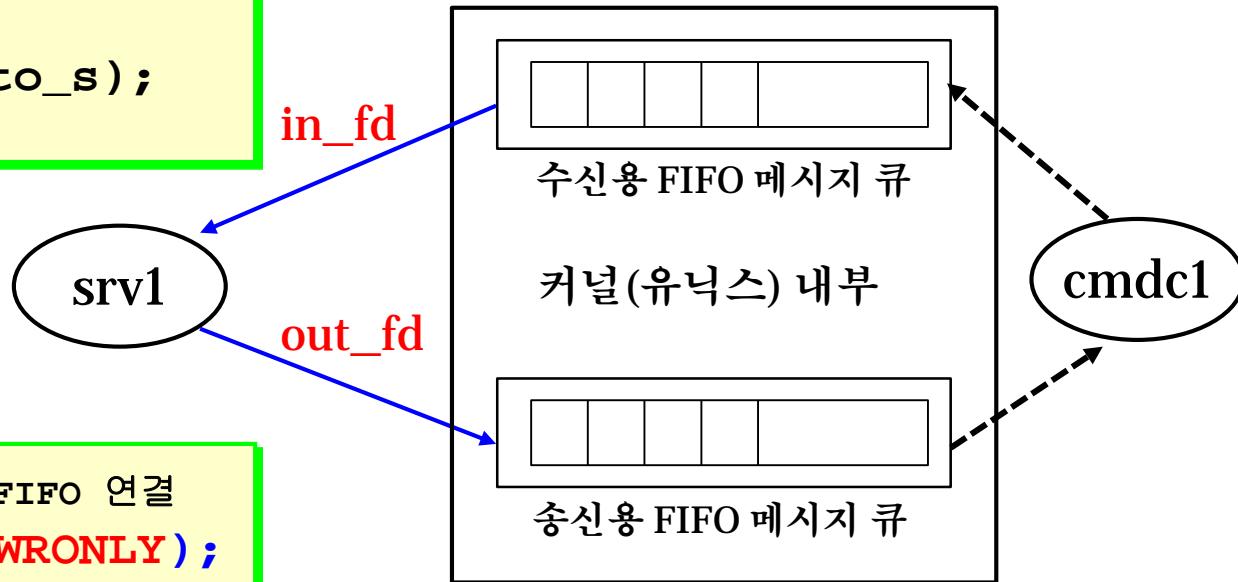 to_s);
in_fd
수신용 FIFO 메시지 큐
srv1
커널(유닉스) 내부
cmdc1
out_fd
FIFO 연결
WRONLY);
송신용 FIFO 메시지 큐